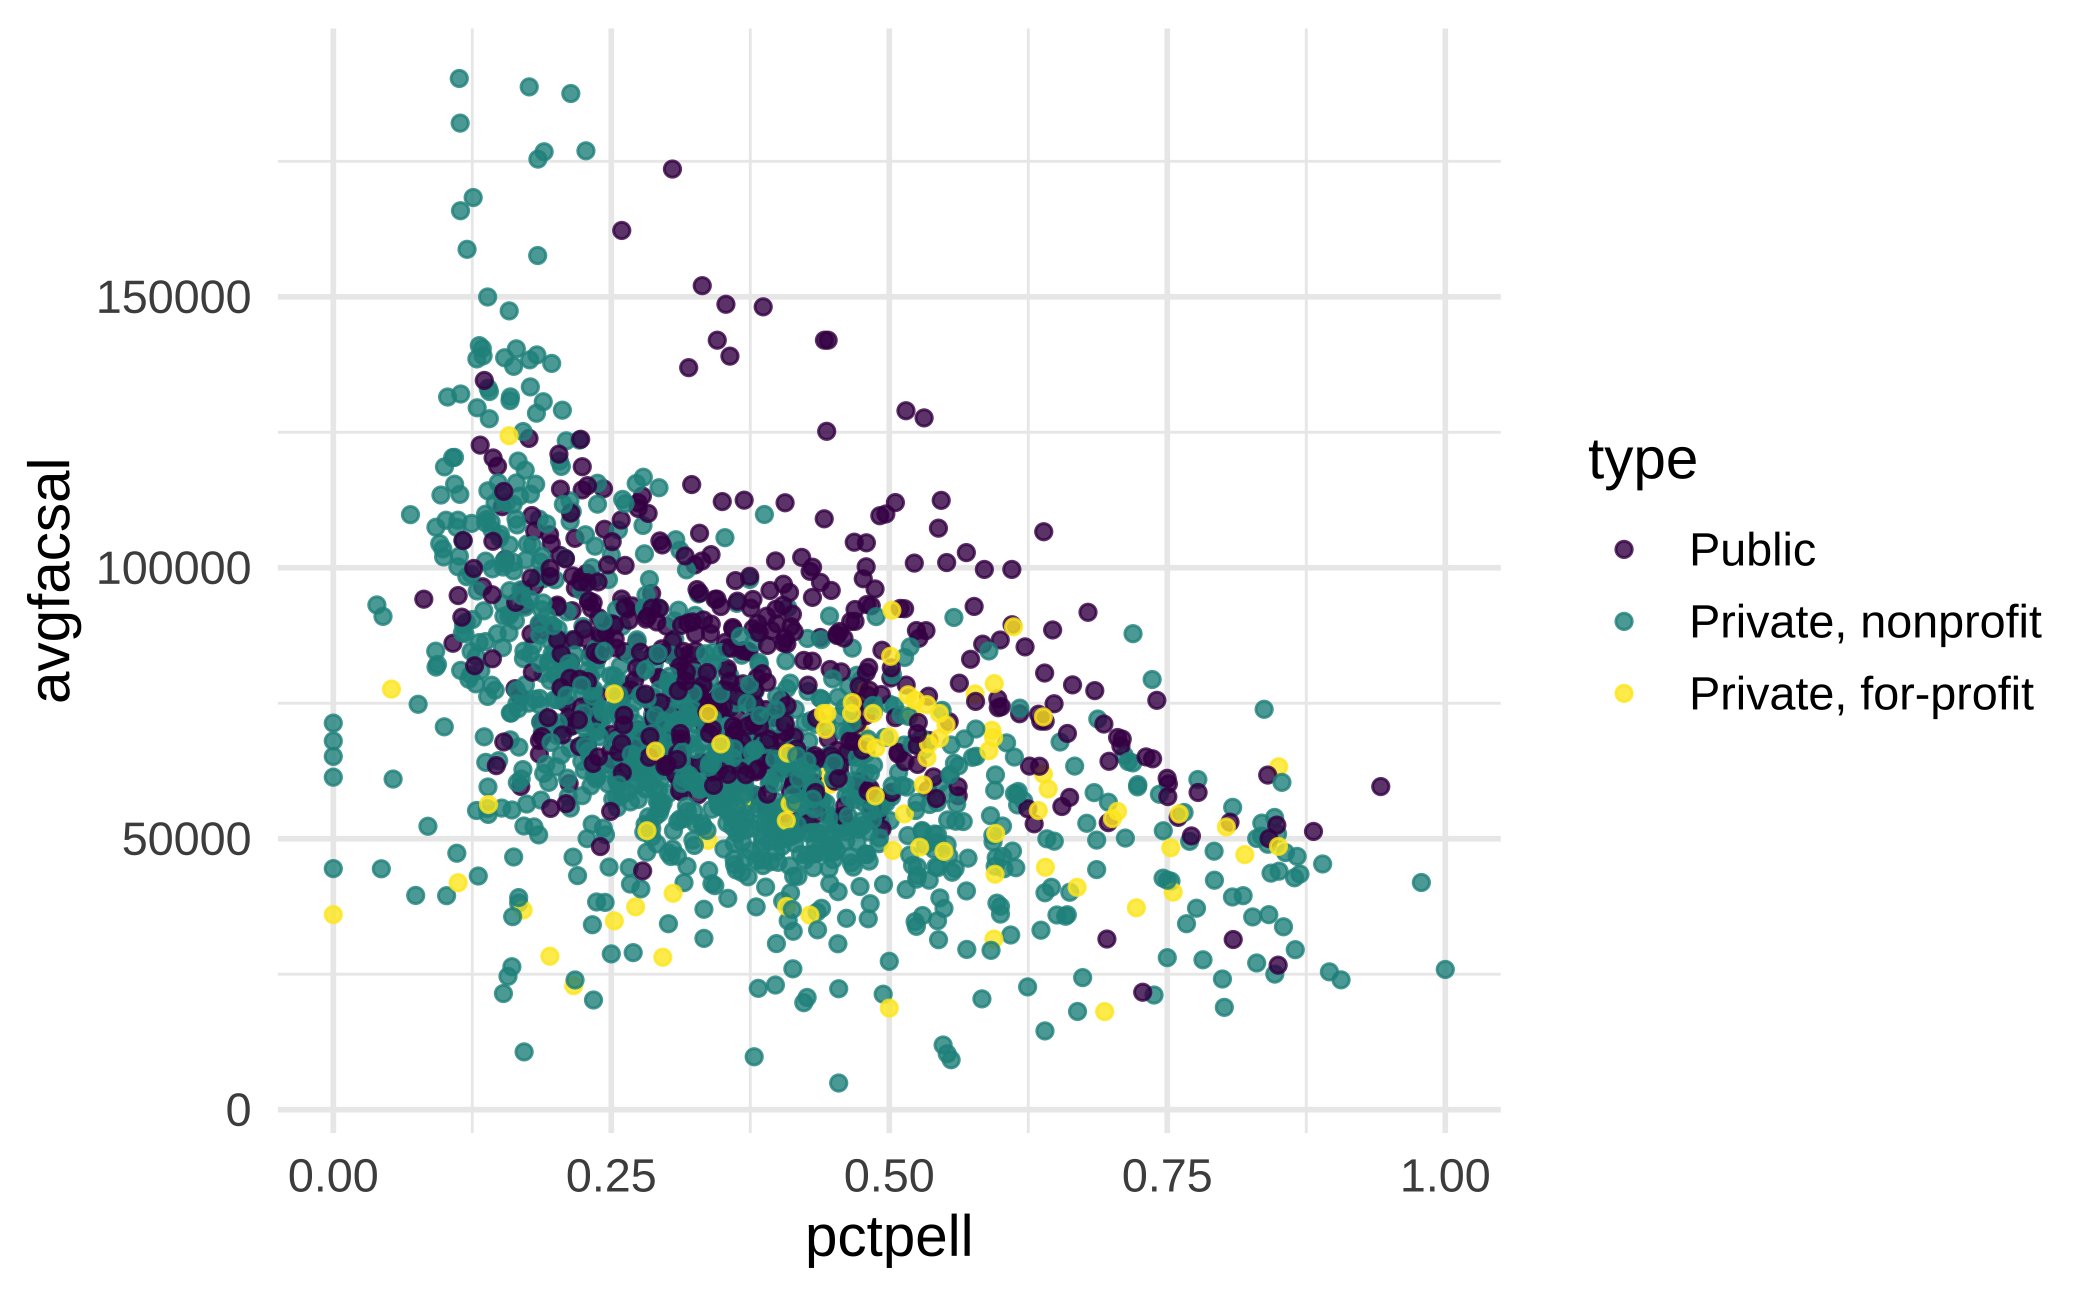 150000
100000
50000
0
avgfacsal
0.00 0.25 0.50 0.75 1.00
pctpell
type
Public
Private, nonprofit
Private, for-profit